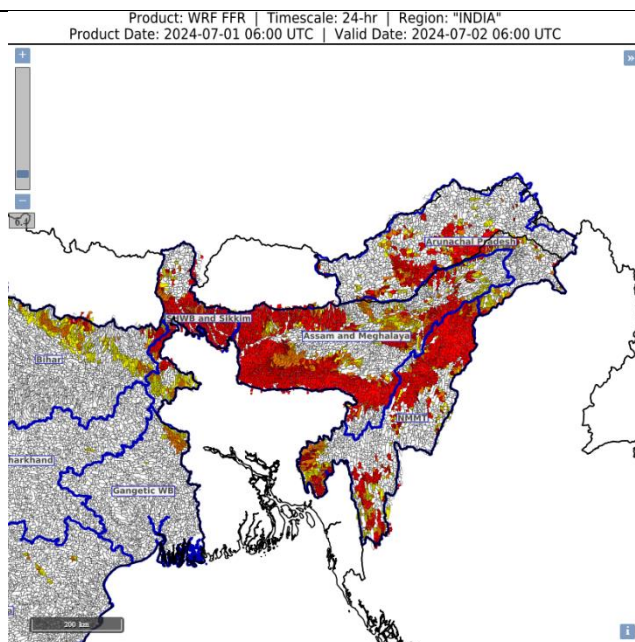 Product: WRF FFR | Timescale: 24-hr | Region: "INDIA"
Product Date: 2024-07-01 06:00 UTC | Valid Date: 2024-07-02 06:00 UTC
+
»
−
Arunachal Pradesh
SHWB and Sikkim
Assam and Meghalaya
Bihar
NMMT
harkhand
Gangetic WB
200 km
i